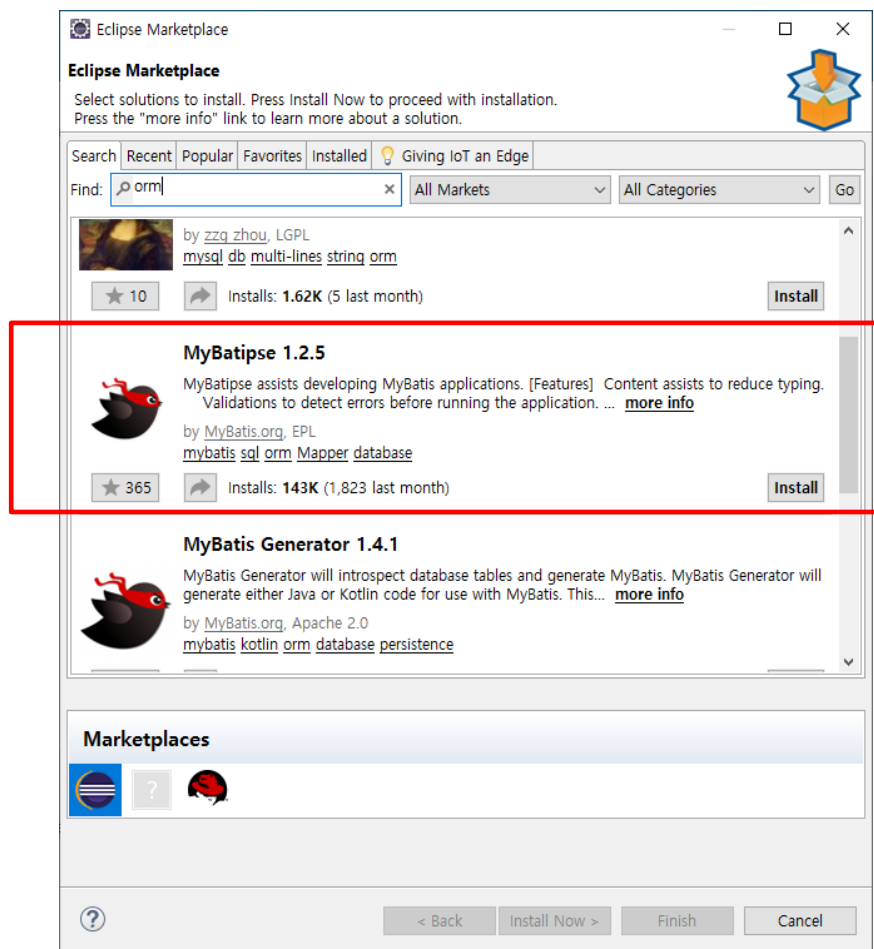 Eclipse Marketplace
Eclipse Marketplace
Select solutions to install. Press Install Now to proceed with installation.
Press the "more info" link to learn more about a solution.
Search Recent Popular Favorites Installed Giving IoT an Edge
Find: orm All Markets All Categories Go
by zzq zhou, LGPL
mysql db multi-lines string orm
10 Installs: 1.62K (5 last month) Install
MyBatipse 1.2.5
MyBatipse assists developing MyBatis applications. [Features] Content assists to reduce typing.
Validations to detect errors before running the application. ... more info
by MyBatis.org, EPL
mybatis sql orm Mapper database
365 Installs: 143K (1,823 last month) Install
MyBatis Generator 1.4.1
MyBatis Generator will introspect database tables and generate MyBatis. MyBatis Generator will
generate either Java or Kotlin code for use with MyBatis. This... more info
by MyBatis.org, Apache 2.0
mybatis kotlin orm database persistence
Marketplaces
?
? < Back Install Now > Finish Cancel